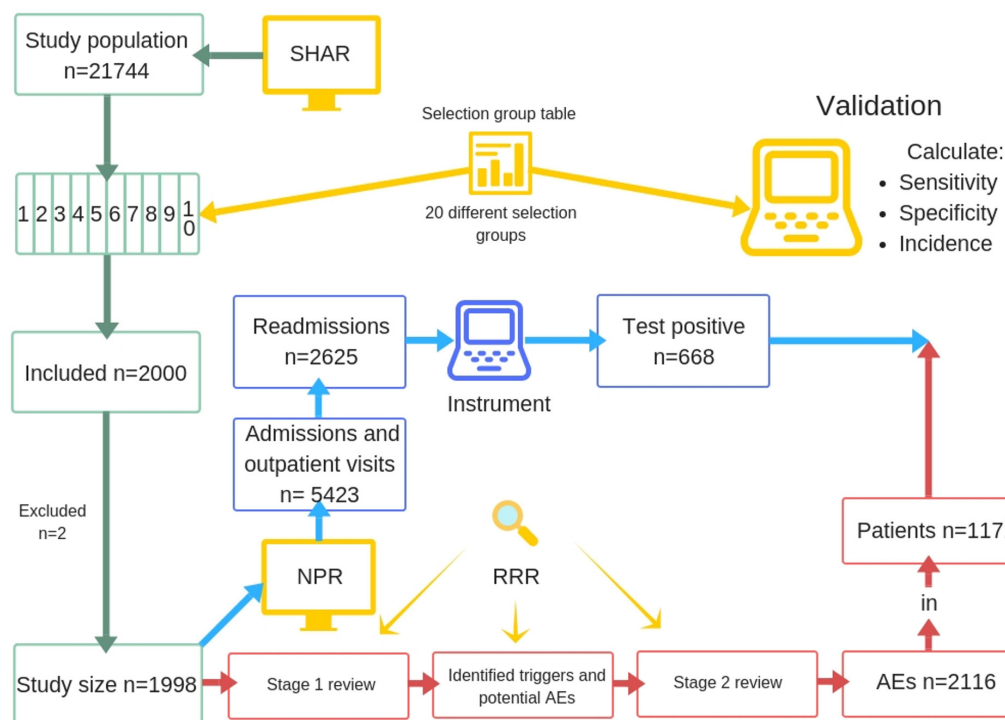 Study population
n=21744
SHAR
Selection group table
20 different selection
groups
Validation
Calculate:
• Sensitivity
• Specificity
• Incidence
1 2 3 4 5 6 7 8 9 10
Included n=2000
Excluded
n=2
Readmissions
n=2625
Instrument
Test positive
n=668
Admissions and
outpatient visits
n= 5423
NPR
RRR
Patients n=117
in
Study size n=1998
Stage 1 review
Identified triggers and
potential AEs
Stage 2 review
AEs n=2116